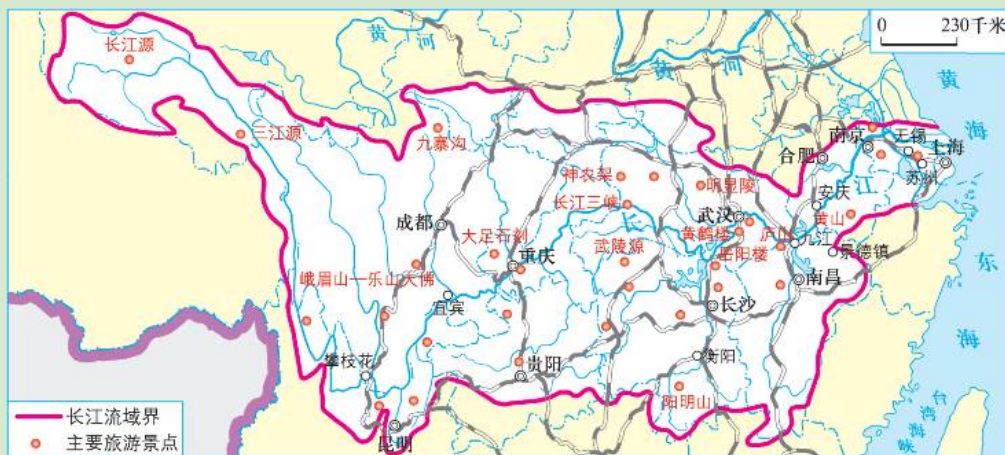 0 230千米
长江源
黄
河
黄
河
黄
海
三江源
九寨沟
合肥
南京
无锡
上海
苏州
神农架
明显陵
江
安庆
长江三峡
长
武汉
黄山
成都
大足石刻
黄鹤楼
庐山
九江
景德镇
东
海
重庆
武陵源
岳阳楼
南昌
峨眉山—乐山大佛
宜宾
长沙
攀枝花
贵阳
衡阳
阳明山
昆明
台湾海峡
长江流域界
主要旅游景点